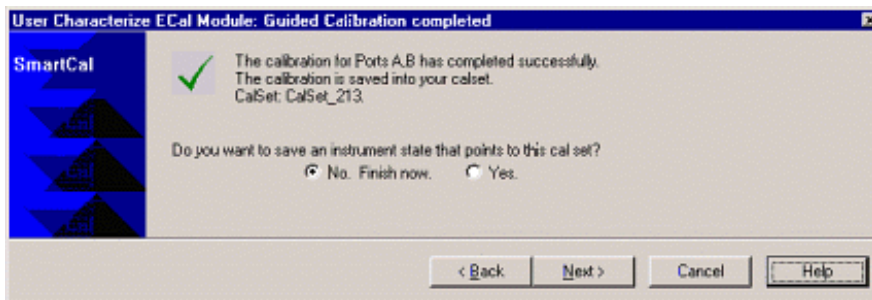 User Characterize ECal Module: Guided Calibration completed
SmartCal
The calibration for Ports A,B has completed successfully.
The calibration is saved into your calset.
CalSet: CalSet_213.
Do you want to save an instrument state that points to this cal set?
No. Finish now. Yes.
< Back Next > Cancel Help